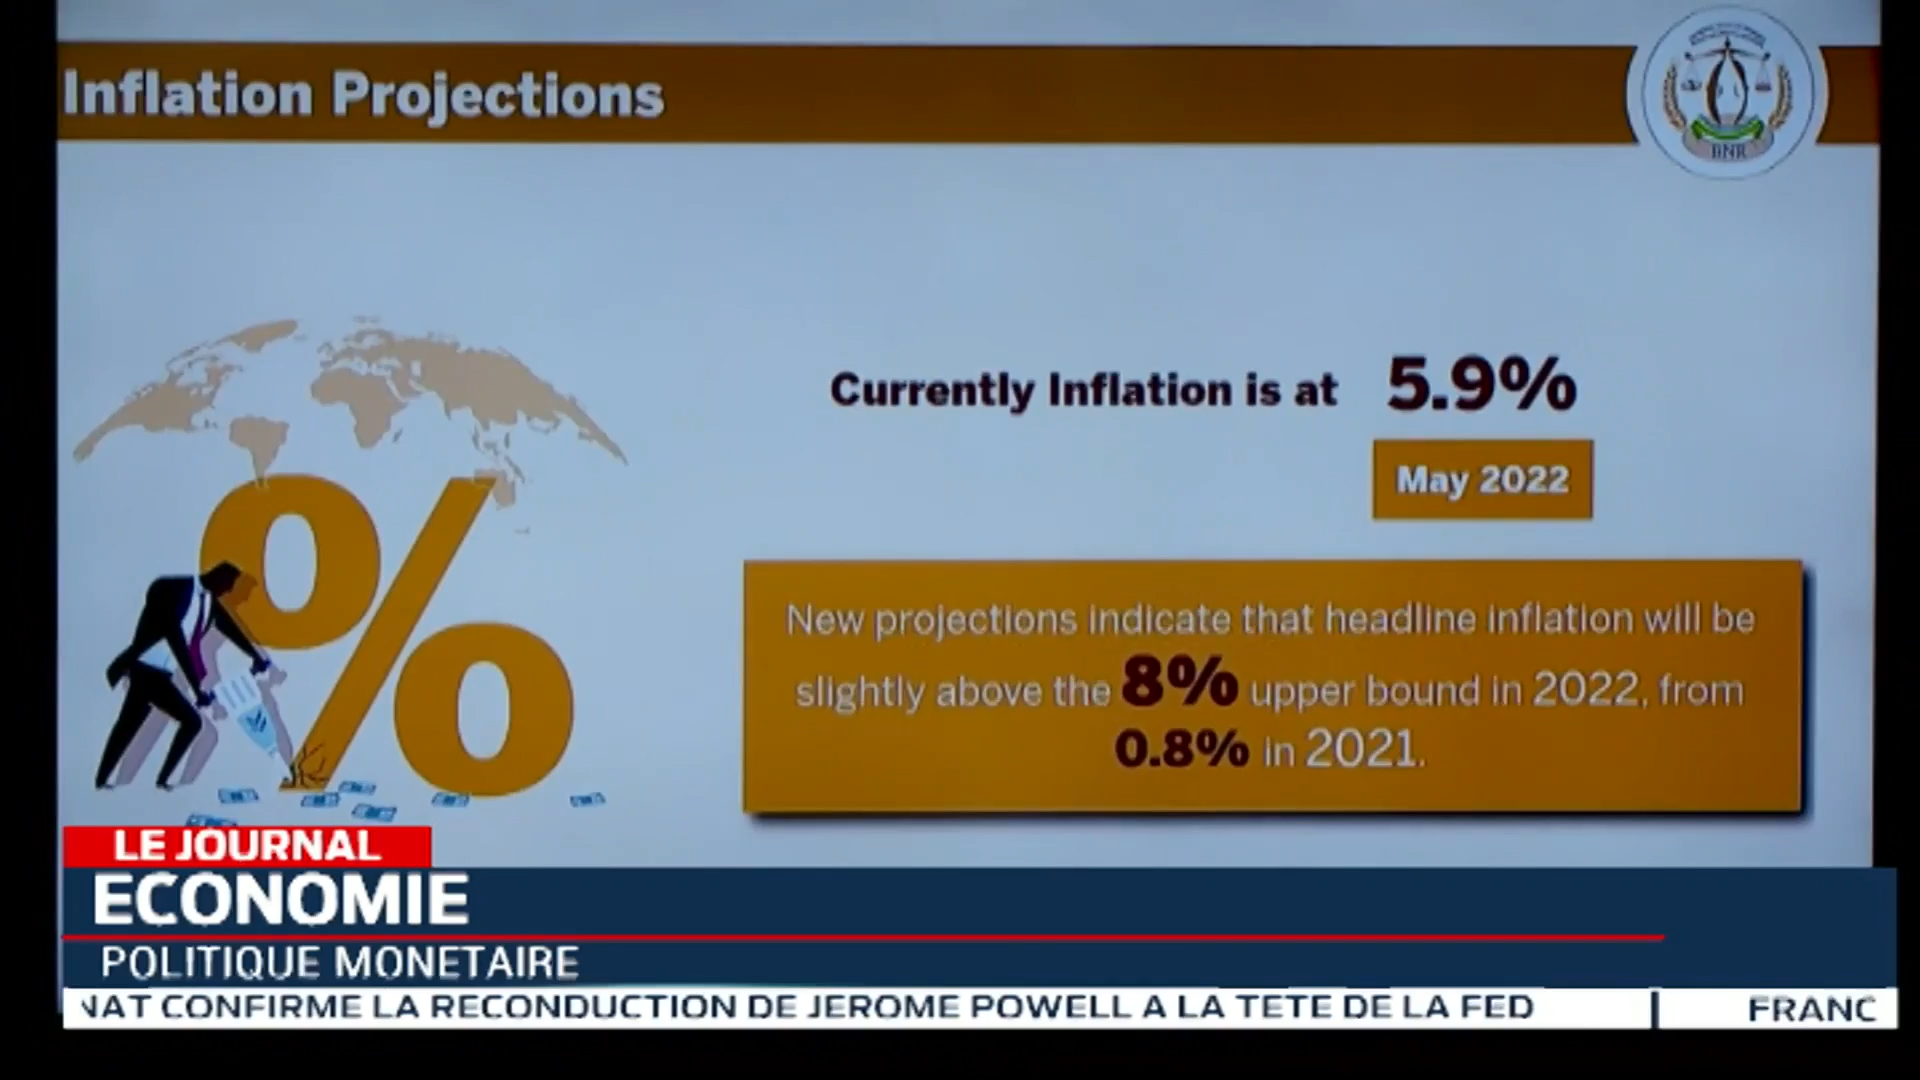 Inflation Projections
BNR
Currently Inflation is at 5.9%
May 2022
New projections indicate that headline inflation will be
slightly above the 8% upper bound in 2022, from
0.8% in 2021.
LE JOURNAL
ECONOMIE
POLITIQUE MONETAIRE
NAT CONFIRME LA RECONDUCTION DE JEROME POWELL A LA TETE DE LA FED | FRANC